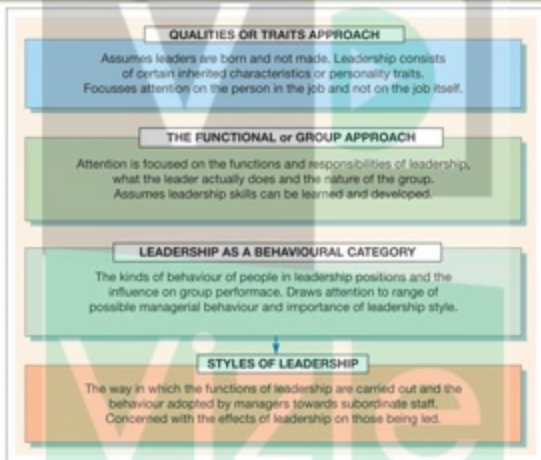 QUALITIES OR TRAITS APPROACH
Assumes leaders are born and not made. Leadership consists
of certain inherited characteristics or personality traits.
Focusses attention on the person in the job and not on the job itself.
THE FUNCTIONAL or GROUP APPROACH
Attention is focused on the functions and responsibilities of leadership,
what the leader actually does and the nature of the group.
Assumes leadership skills can be learned and developed.
LEADERSHIP AS A BEHAVIOURAL CATEGORY
The kinds of behaviour of people in leadership positions and the
influence on group performace. Draws attention to range of
possible managerial behaviour and importance of leadership style.
STYLES OF LEADERSHIP
The way in which the functions of leadership are carried out and the
behaviour adopted by managers towards subordinate staff.
Concerned with the effects of leadership on those being led.
Vizle